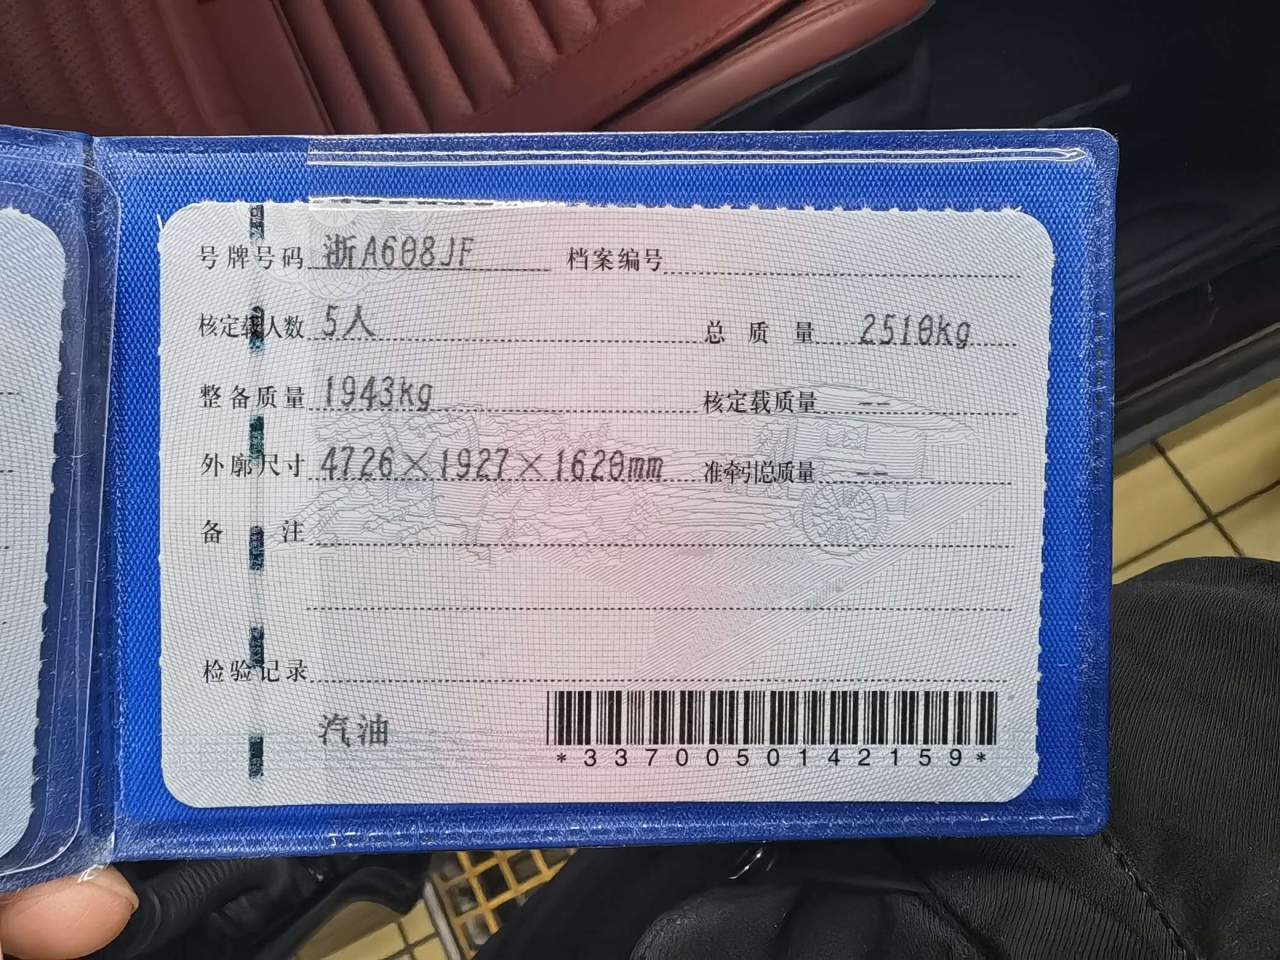 号牌号码 浙A608JF 档案编号
核定载人数 5人 总质量 2510kg
整备质量 1943kg 核定载质量 --
外廓尺寸 4726×1927×1620mm 准牵引总质量 --
备注
检验记录
汽油
*3370050142159*